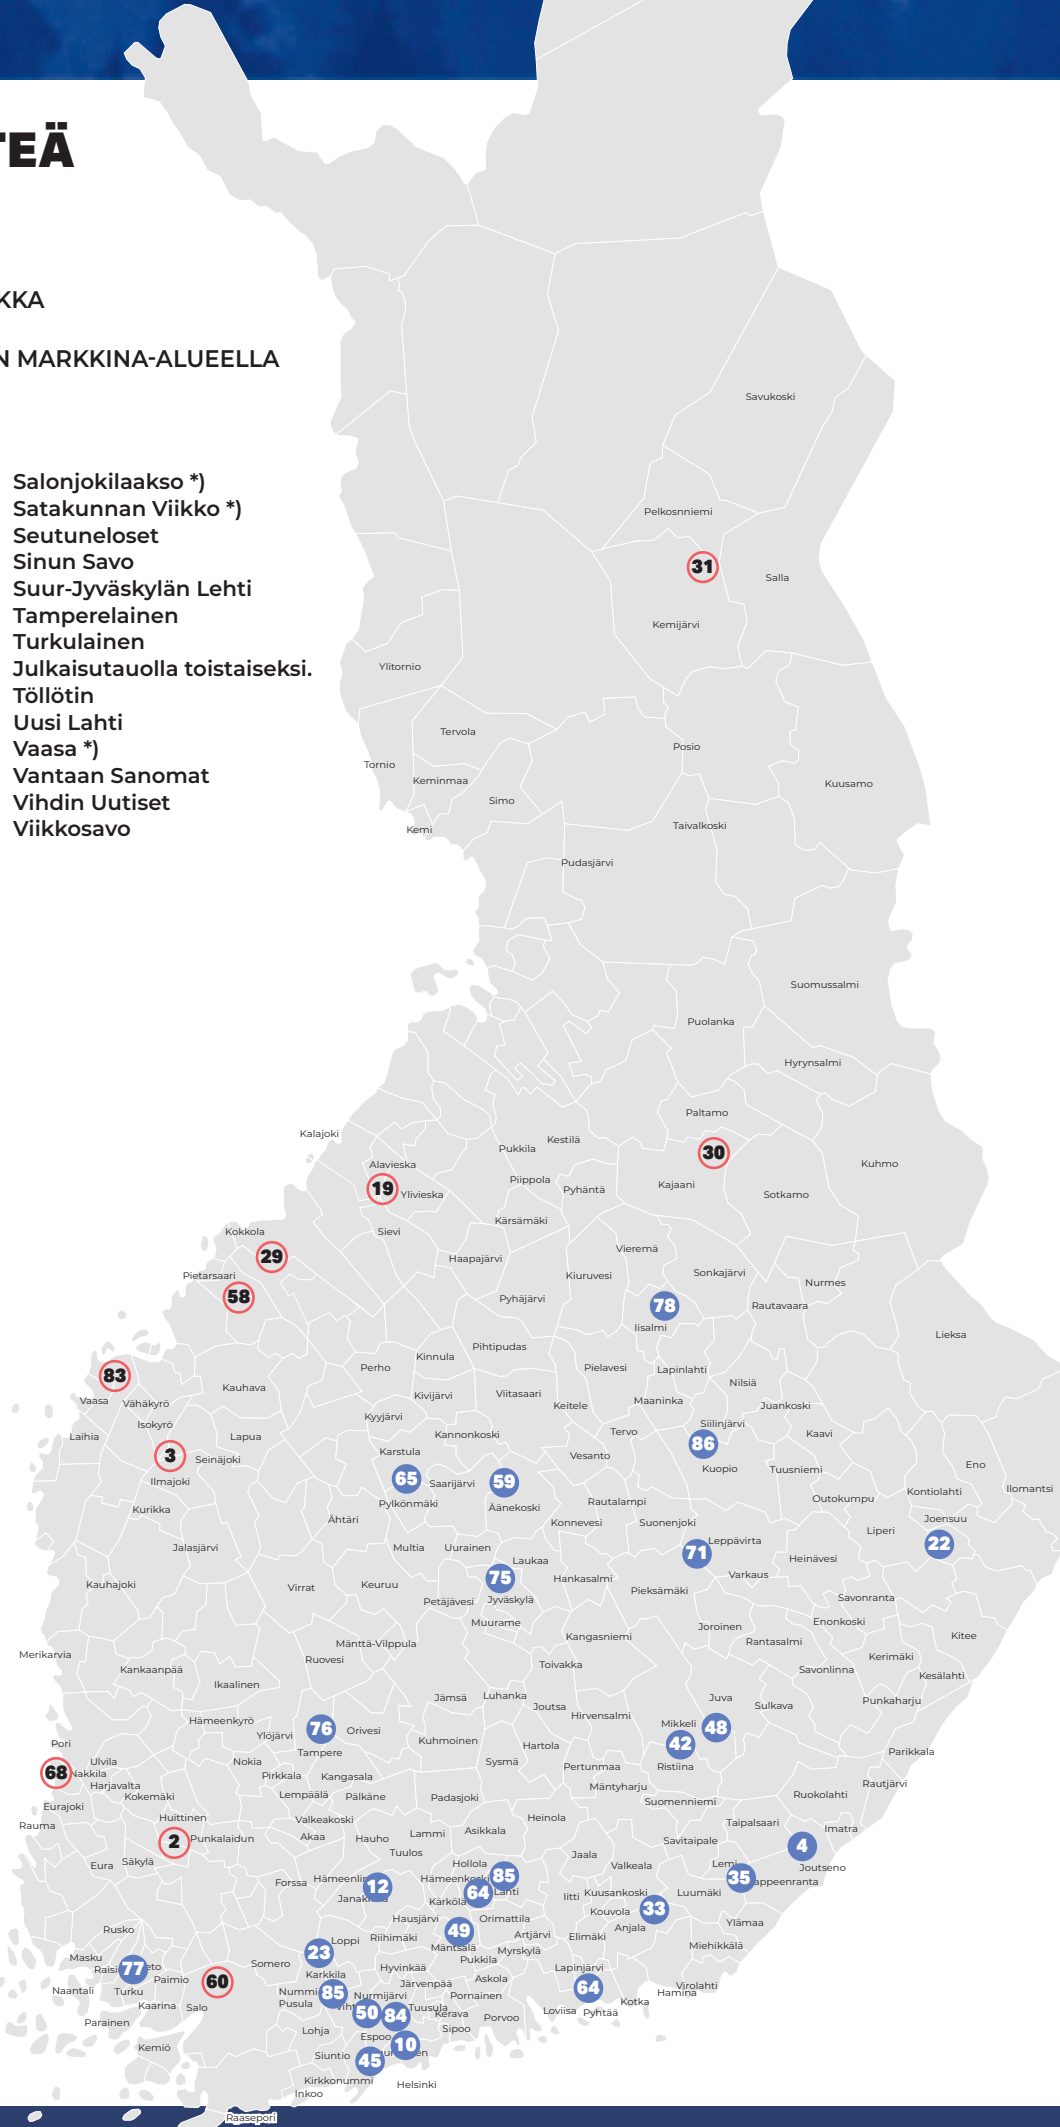 TEÄ
KKA
N MARKKINA-ALUEELLA
Salonjokilaakso *)
Satakunnan Viikko *)
Seutuneloset
Sinun Savo
Suur-Jyväskylän Lehti
Tamperelainen
Turkulainen
Julkaisutauolla toistaiseksi.
Töllötin
Uusi Lahti
Vaasa *)
Vantaan Sanomat
Vihdin Uutiset
Viikkosavo
Savukoski
Pelkosnniemi
31
Salla
Kemijärvi
Ylitornio
Tervola
Posio
Tornio
Keminmaa
Kuusamo
Simo
Kemi
Taivalkoski
Pudasjärvi
Suomussalmi
Puolanka
Hyrynsalmi
Paltamo
Kalajoki
Kestilä
Pukkila
30
Alavieska
Kuhmo
Piippola
19
Ylivieska
Pyhäntä
Kajaani
Sotkamo
Kärsämäki
Kokkola
Sievi
29
Haapajärvi
Vieremä
Pietarsaari
Kiuruvesi
Sonkajärvi
Nurmes
58
Pyhäjärvi
78
Rautavaara
Iisalmi
Lieksa
Pihtipudas
Kinnula
Perho
Pielavesi
Lapinlahti
83
Kauhava
Nilsiä
Vaasa
Vähäkyrö
Kivijärvi
Viitasaari
Keitele
Maaninka
Juankoski
Isokyrö
Kyyjärvi
Siilinjärvi
Laihia
Lapua
Kannonkoski
Tervo
Kaavi
3
Seinäjoki
Karstula
Vesanto
86
Ilmajoki
65
Saarijärvi
59
Kuopio
Tuusniemi
Eno
Kurikka
Pylkönmäki
Äänekoski
Rautalampi
Outokumpu
Kontiolahti
Ilomantsi
Ähtäri
Konnevesi
Suonenjoki
Liperi
Joensuu
Jalasjärvi
Multia
Uurainen
Laukaa
71
Leppävirta
Heinävesi
22
Kauhajoki
Virrat
Keuruu
75
Hankasalmi
Varkaus
Petäjävesi
Jyväskylä
Pieksämäki
Savonranta
Muurame
Joroinen
Enonkoski
Merikarvia
Mänttä-Vilppula
Kangasniemi
Rantasalmi
Kitee
Kankaanpää
Ruovesi
Toivakka
Savonlinna
Kerimäki
Ikaalinen
Kesälahti
Jämsä
Luhanka
Joutsa
Juva
Sulkava
Punkaharju
Hämeenkyrö
Hirvensalmi
Mikkeli
48
Ylöjärvi
76
Orivesi
Kuhmoinen
Hartola
42
Pori
Tampere
Parikkala
Ulvila
Nokia
Sysmä
Pertunmaa
Ristiina
68
Nakkila
Pirkkala
Kangasala
Mäntyharju
Rautjärvi
Harjavalta
Kokemäki
Lempäälä
Pälkäne
Padasjoki
Suomenniemi
Ruokolahti
Eurajoki
Huittinen
Valkeakoski
Heinola
Taipalsaari
Imatra
Rauma
2
Punkalaidun
Akaa
Hauho
Lammi
Asikkala
Savitaipale
4
Eura
Säkylä
Tuulos
Jaala
Valkeala
Lemi
Joutseno
Hollola
Forssa
Hämeenlin
12
Hämeenkoski
85
35
appeenranta
Janak
Kärkölä
64
Lahti
Iitti
Kuusankoski
Luumäki
Hausjärvi
Orimattila
Kouvola
33
Rusko
Loppi
Riihimäki
49
Artjärvi
Elimäki
Anjala
Ylämaa
23
Mäntsälä
Myrskylä
Miehikkälä
Masku
Somero
Pukkila
Raisi
77
eto
Karkkila
Hyvinkää
Lapinjärvi
Naantali
Paimio
60
Järvenpää
Askola
Virolahti
Turku
Nummi
85
Nurmijärvi
Pornainen
64
Hamina
Kaarina
Salo
Pusula
Viht
50
84
Tuusula
Kerava
Porvoo
Loviisa
Pyhtää
Kotka
Parainen
Lohja
Espoo
10
Sipoo
Kemiö
Siuntio
45
en
Kirkkonummi
Helsinki
Inkoo
Raasepori